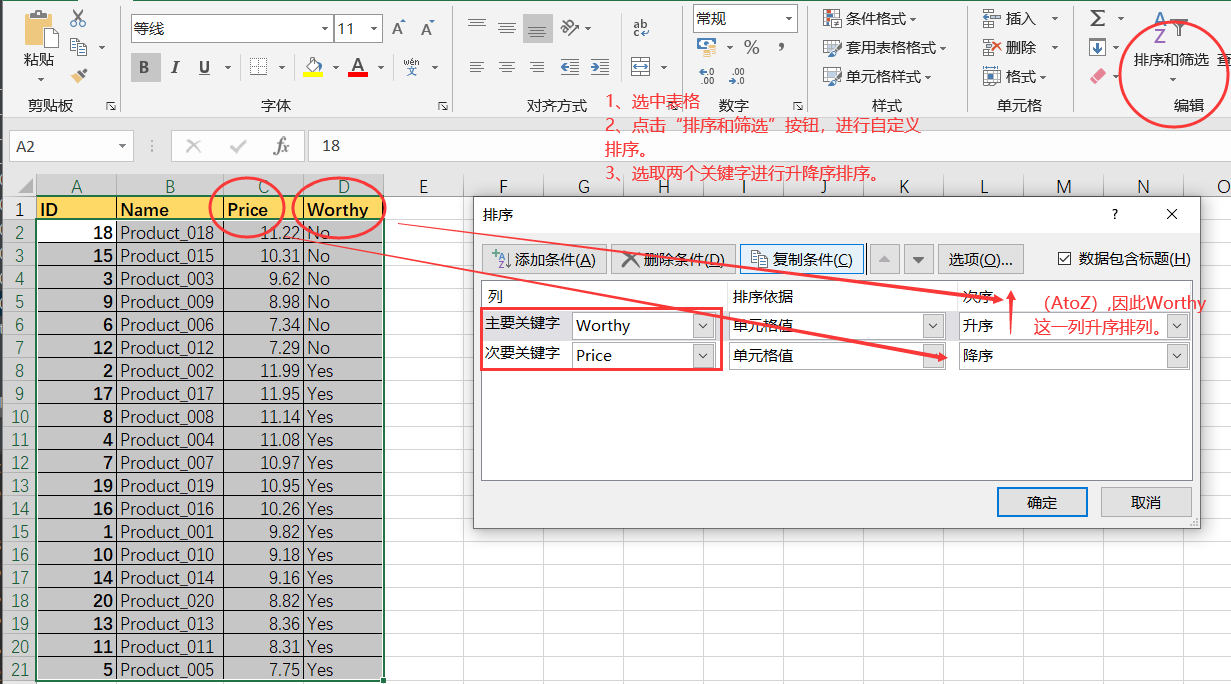 等线
11
A
A
ab
常规
条件格式
插入
Σ
A
Z
粘贴
B I U
A
wén
文
% ,
套用表格格式
删除
排序和筛选 查
.00
.00
单元格样式
格式
剪贴板
字体
对齐方式
数字
样式
单元格
编辑
1、选中表格
2、点击“排序和筛选”按钮，进行自定义
排序。
3、选取两个关键字进行升降序排序。
A2
fx
18
A B C D E F G H I J K L M N O
1 ID Name Price Worthy
2 18 Product_018 11.22 No
3 15 Product_015 10.31 No
4 3 Product_003 9.62 No
5 9 Product_009 8.98 No
6 6 Product_006 7.34 No
7 12 Product_012 7.29 No
8 2 Product_002 11.99 Yes
9 17 Product_017 11.95 Yes
10 8 Product_008 11.14 Yes
11 4 Product_004 11.08 Yes
12 7 Product_007 10.97 Yes
13 19 Product_019 10.95 Yes
14 16 Product_016 10.26 Yes
15 1 Product_001 9.82 Yes
16 10 Product_010 9.18 Yes
17 14 Product_014 9.16 Yes
18 20 Product_020 8.82 Yes
19 13 Product_013 8.36 Yes
20 11 Product_011 8.31 Yes
21 5 Product_005 7.75 Yes
排序
?
添加条件(A) 删除条件(D) 复制条件(C) 选项(O)... 数据包含标题(H)
列 排序依据 次序
主要关键字 Worthy 单元格值 升序
次要关键字 Price 单元格值 降序
（AtoZ）,因此Worthy
这一列升序排列。
确定 取消